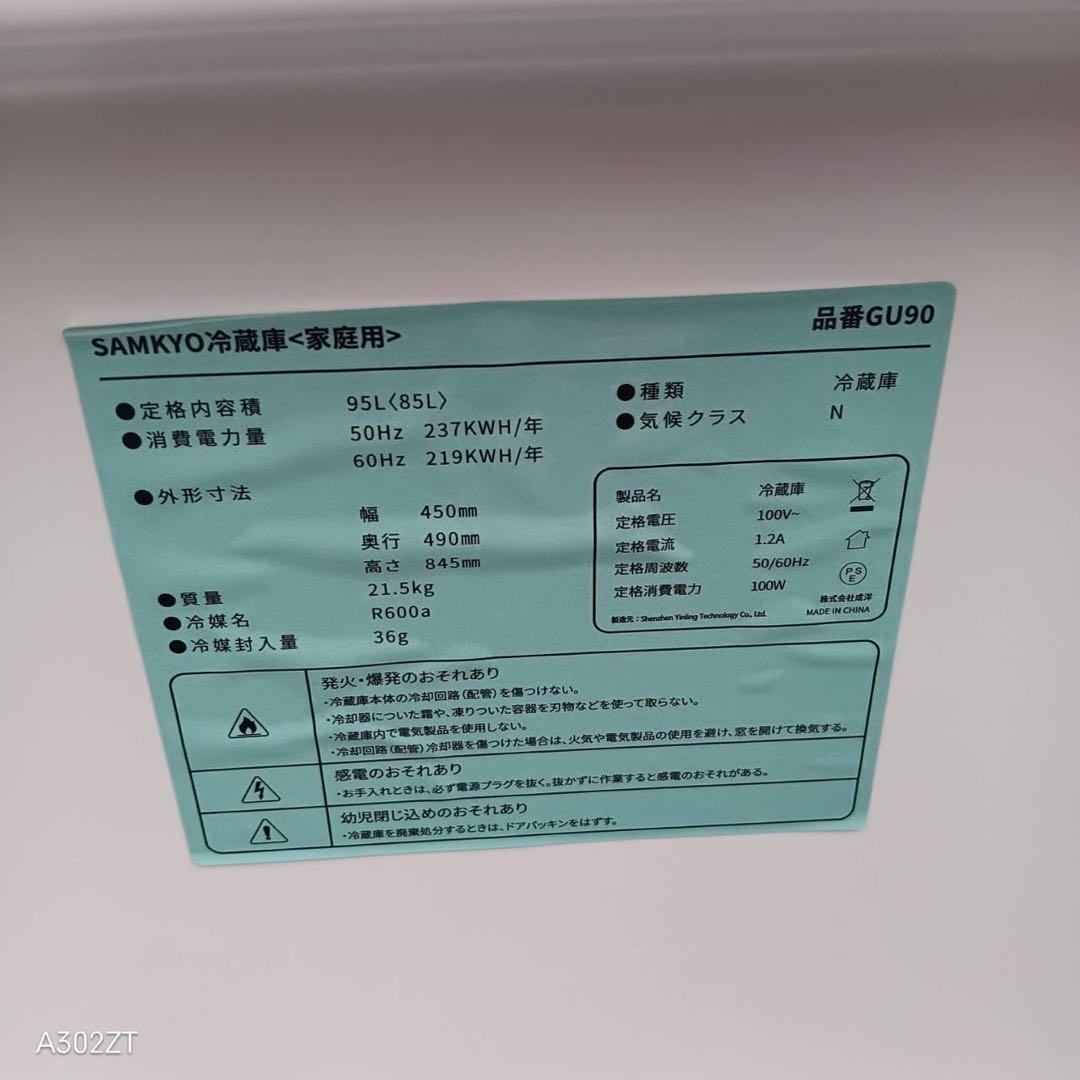 SAMKYO冷蔵庫<家庭用>
品番GU90
●定格内容積 95L〈85L〉
●消費電力量 50Hz 237KWH/年
60Hz 219KWH/年
●外形寸法
幅 450㎜
奥行 490㎜
高さ 845㎜
●質量 21.5kg
●冷媒名 R600a
●冷媒封入量 36g
●種類 冷蔵庫
●気候クラス N
製品名 冷蔵庫
定格電圧 100V~
定格電流 1.2A
定格周波数 50/60Hz
定格消費電力 100W
PSE
株式会社成洋
製造元：Shenzhen Yinling Technology Co., Ltd. MADE IN CHINA
発火・爆発のおそれあり
・冷蔵庫本体の冷却回路（配管）を傷つけない。
・冷却器についた霜や、凍りついた容器を刃物などを使って取らない。
・冷蔵庫内で電気製品を使用しない。
・冷却回路（配管）冷却器を傷つけた場合は、火気や電気製品の使用を避け、窓を開けて換気する。
感電のおそれあり
・お手入れときは、必ず電源プラグを抜く。抜かずに作業すると感電のおそれがある。
幼児閉じ込めのおそれあり
・冷蔵庫を廃棄処分するときは、ドアパッキンをはずす。
A302ZT